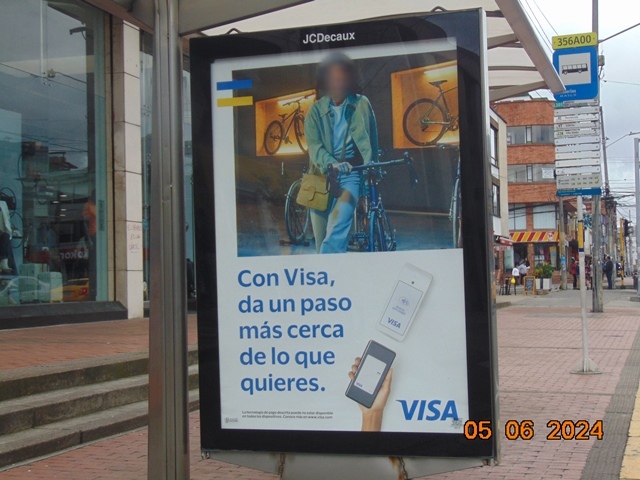 JCDecaux
356A00
Con Visa,
da un paso
más cerca
de lo que
quieres.
VISA
VISA
05 06 2024